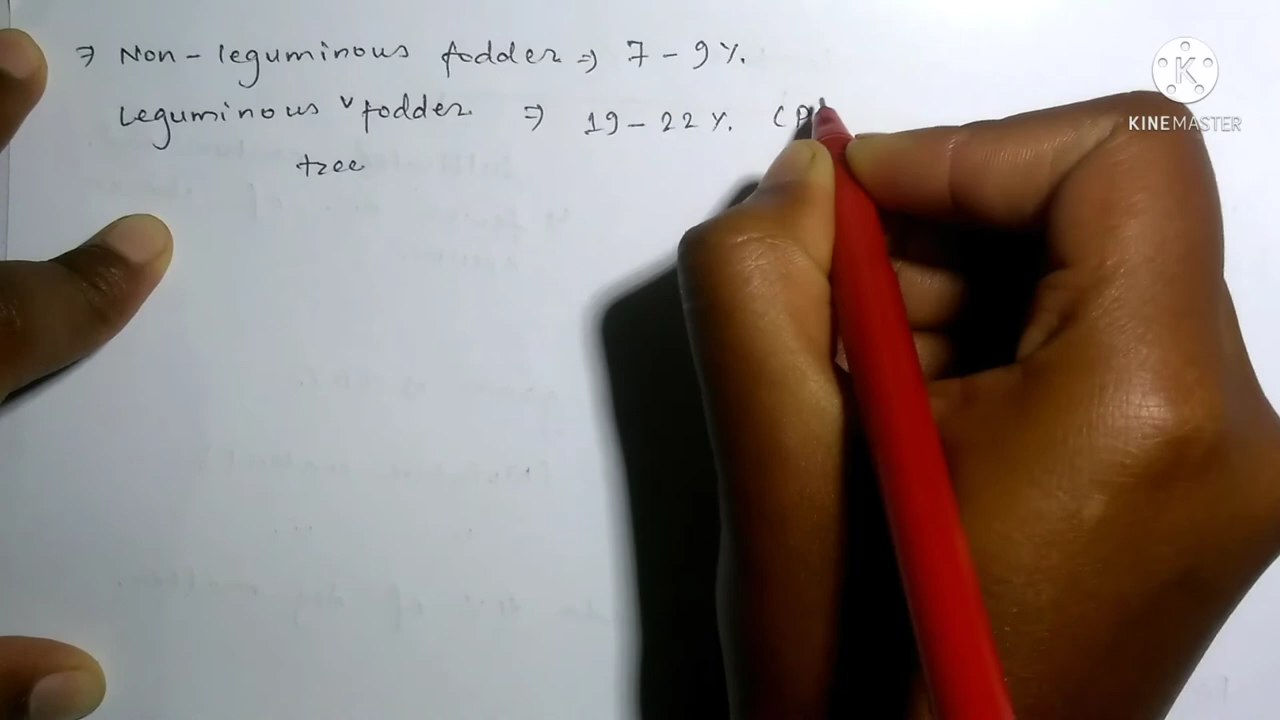 ⇒ Non-leguminous fodder ⇒ 7-9%.
Leguminous ˅ fodder ⇒ 19-22%. (P
tree
K
KINEMASTER